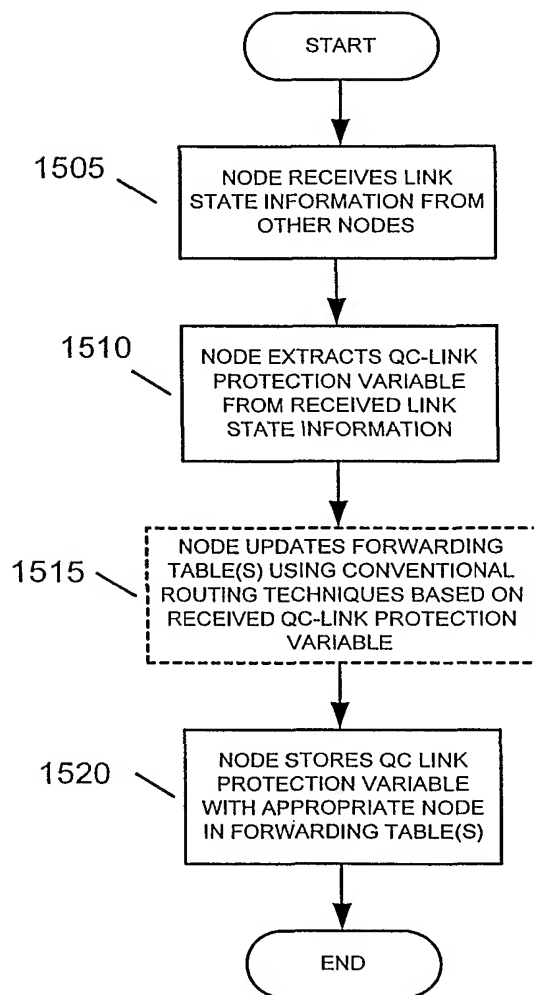 START
1505
NODE RECEIVES LINK
STATE INFORMATION FROM
OTHER NODES
1510
NODE EXTRACTS QC-LINK
PROTECTION VARIABLE
FROM RECEIVED LINK
STATE INFORMATION
1515
NODE UPDATES FORWARDING
TABLE(S) USING CONVENTIONAL
ROUTING TECHNIQUES BASED ON
RECEIVED QC-LINK PROTECTION
VARIABLE
1520
NODE STORES QC LINK
PROTECTION VARIABLE
WITH APPROPRIATE NODE
IN FORWARDING TABLE(S)
END